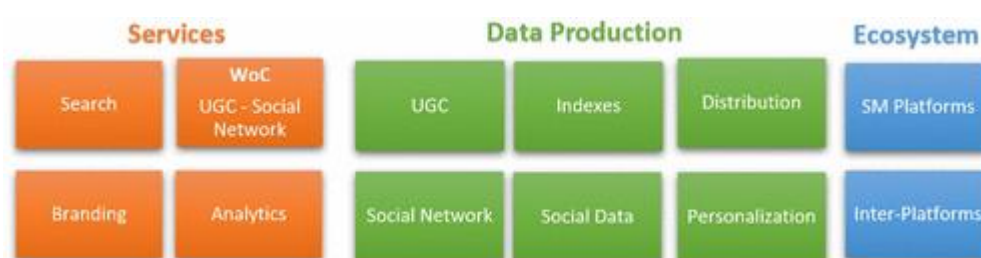 Services
Data Production
Ecosystem
Search
WoC
UGC - Social
Network
UGC
Indexes
Distribution
SM Platforms
Branding
Analytics
Social Network
Social Data
Personalization
Inter-Platforms